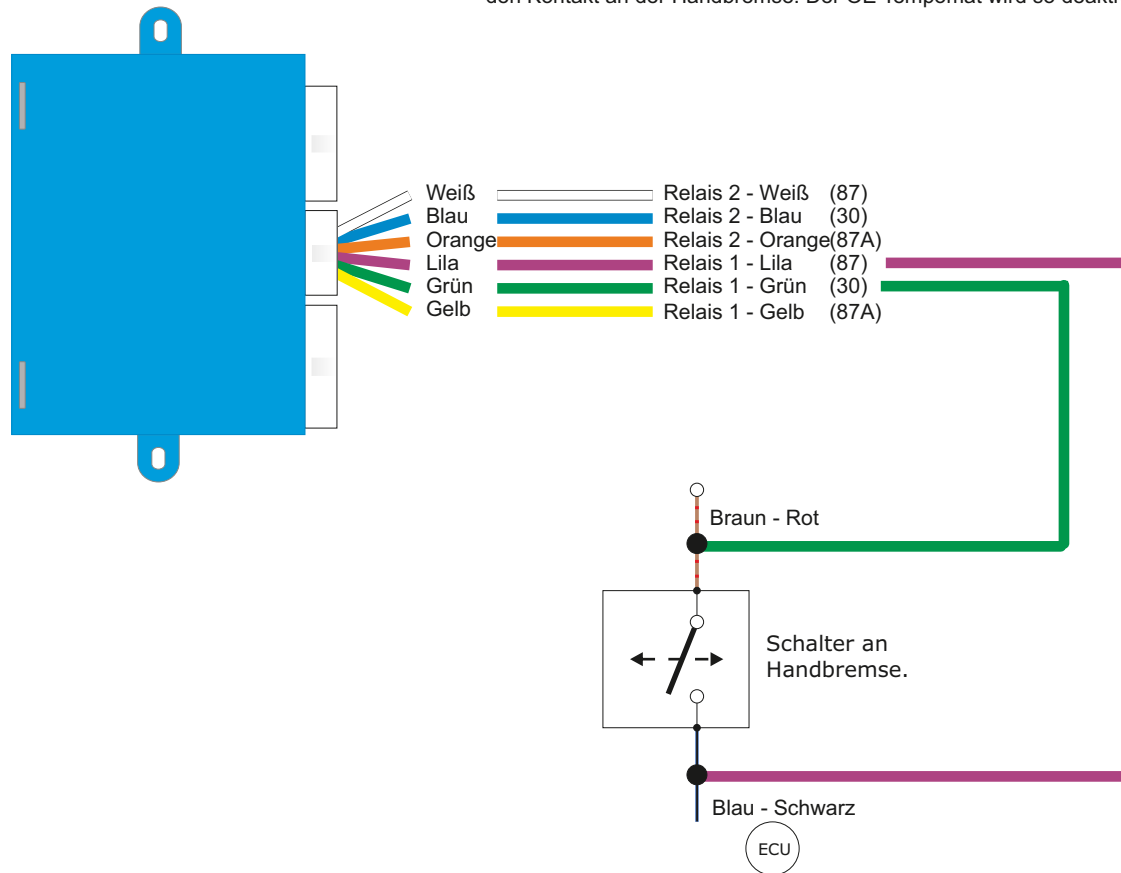 Weiß Relais 2 - Weiß (87)
Blau Relais 2 - Blau (30)
Orange Relais 2 - Orange(87A)
Lila Relais 1 - Lila (87)
Grün Relais 1 - Grün (30)
Gelb Relais 1 - Gelb (87A)
Braun - Rot
Schalter an
Handbremse.
Blau - Schwarz
ECU